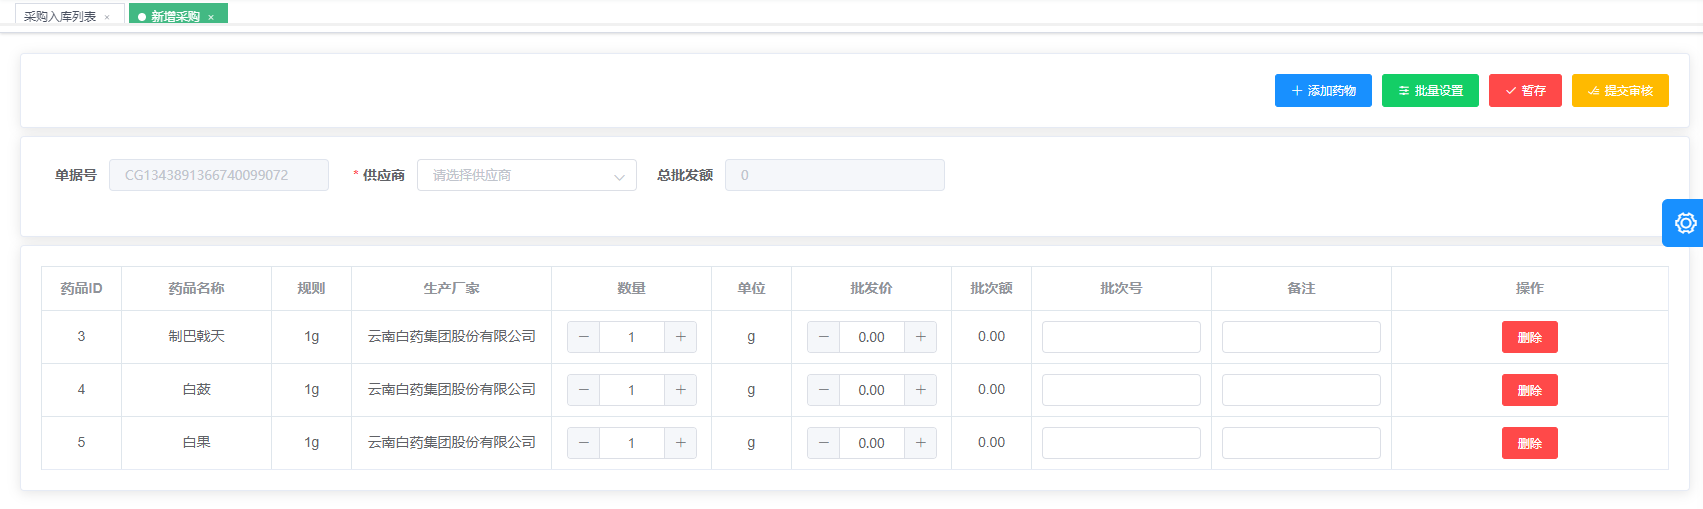 采购入库列表 ×
新增采购 ×
添加药物 批量设置 暂存 提交审核
单据号 CG1343891366740099072 * 供应商 请选择供应商 总批发额 0
药品ID 药品名称 规则 生产厂家 数量 单位 批发价 批次额 批次号 备注 操作
3 制巴戟天 1g 云南白药集团股份有限公司 − 1 + g − 0.00 + 0.00 删除
4 白蔹 1g 云南白药集团股份有限公司 − 1 + g − 0.00 + 0.00 删除
5 白果 1g 云南白药集团股份有限公司 − 1 + g − 0.00 + 0.00 删除